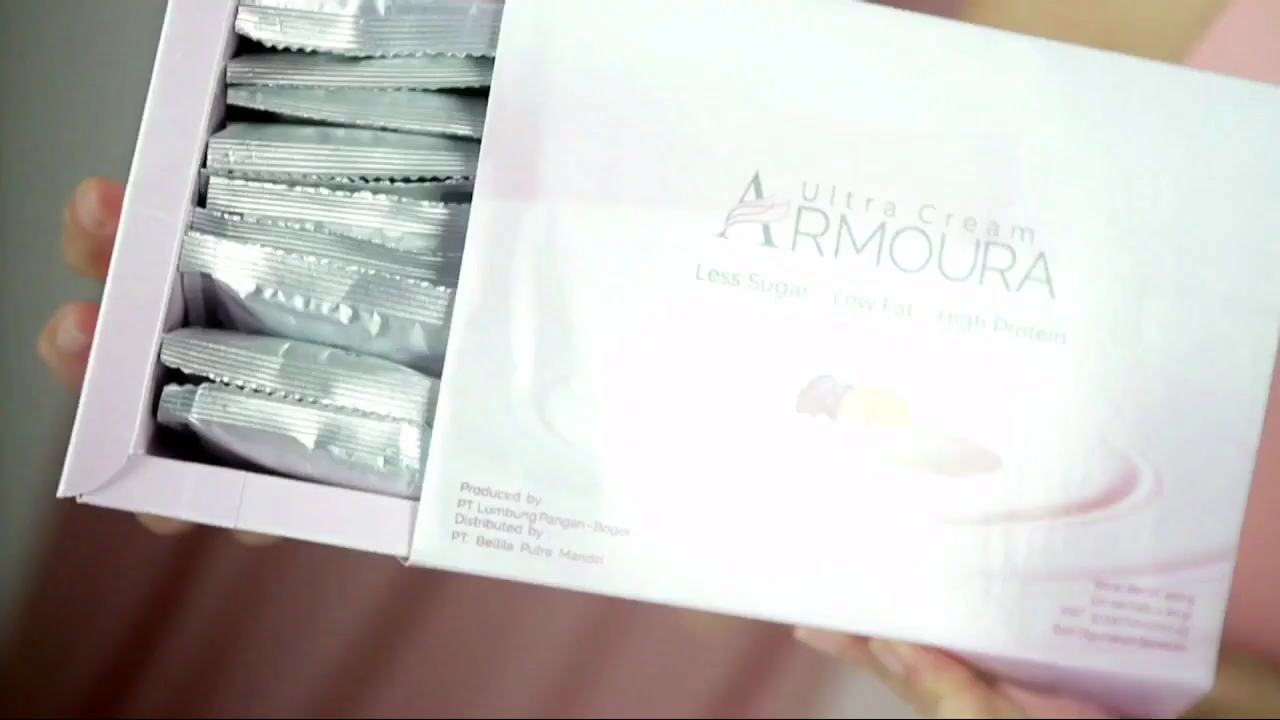 Ultra Cream
ARMOURA
Less Sugar Low Fat High Protein
Produced by
PT Lumbung Pangan-Bogor
Distributed by
PT. Bellila Putra Mandiri